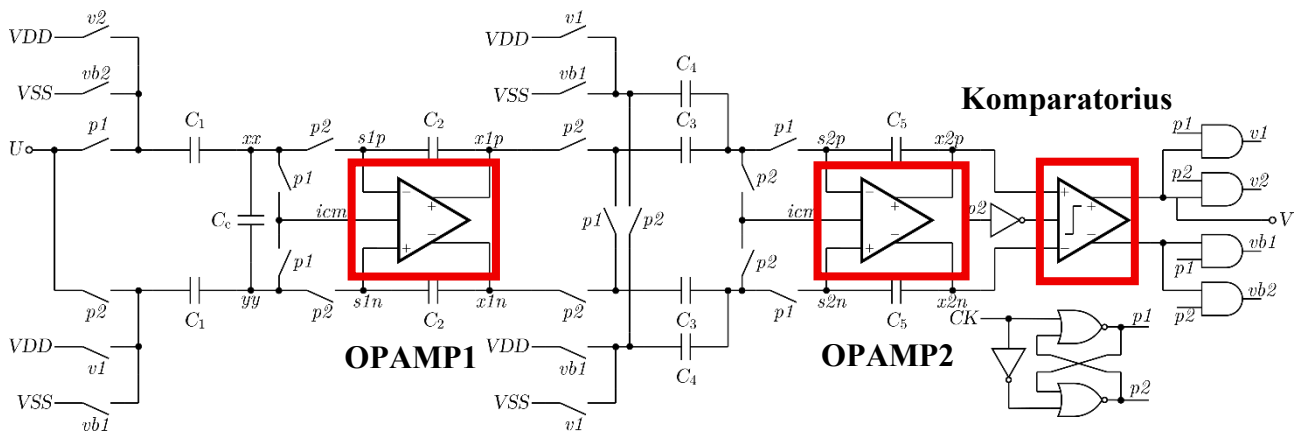 v2
VDD
vb2
VSS
p1
U
C1
xx
p2
s1p
C2
x1p
p2
p1
icm
Cc
p1
C1
yy
p2
s1n
C2
x1n
p2
p2
VDD
v1
VSS
vb1
OPAMP1
v1
VDD
vb1
VSS
C4
C3
p1
s2p
C5
x2p
p2
p1
p2
icm
p2
C3
p1
s2n
C5
x2n
VDD
vb1
C4
VSS
v1
OPAMP2
Komparatorius
p2
p1
v1
p2
v2
V
vb1
p1
vb2
p2
CK
p1
p2